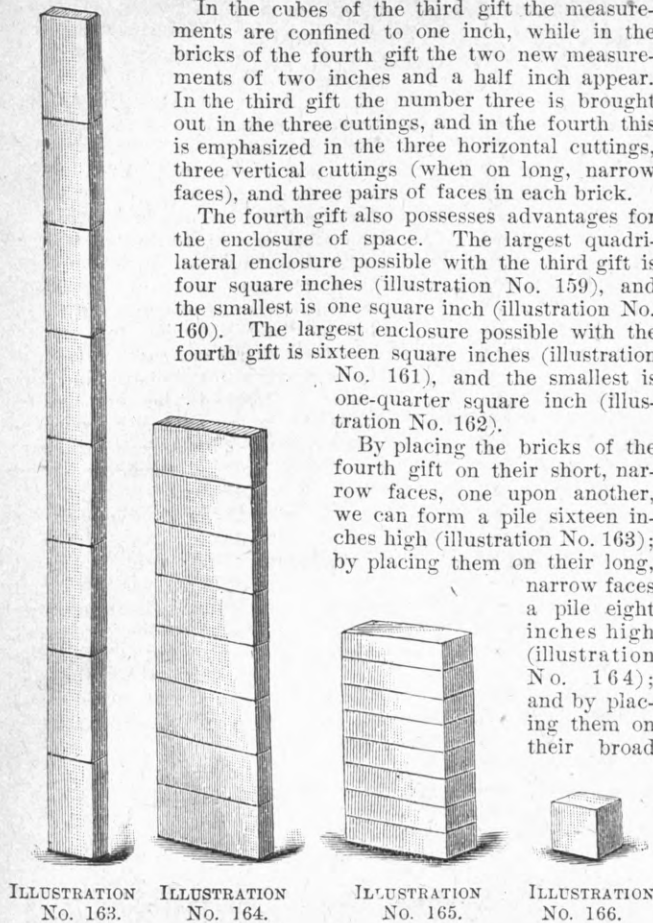 In the cubes of the third gift the measure-
ments are confined to one inch, while in the
bricks of the fourth gift the two new measure-
ments of two inches and a half inch appear.
In the third gift the number three is brought
out in the three cuttings, and in the fourth this
is emphasized in the three horizontal cuttings,
three vertical cuttings (when on long, narrow
faces), and three pairs of faces in each brick.
The fourth gift also possesses advantages for
the enclosure of space. The largest quadri-
lateral enclosure possible with the third gift is
four square inches (illustration No. 159), and
the smallest is one square inch (illustration No.
160). The largest enclosure possible with the
fourth gift is sixteen square inches (illustration
No. 161), and the smallest is
one-quarter square inch (illus-
tration No. 162).
By placing the bricks of the
fourth gift on their short, nar-
row faces, one upon another,
we can form a pile sixteen in-
ches high (illustration No. 163);
by placing them on their long,
narrow faces
a pile eight
inches high
(illustration
No. 164);
and by plac-
ing them on
their broad
ILLUSTRATION No. 163.
ILLUSTRATION No. 164.
ILLUSTRATION No. 165.
ILLUSTRATION No. 166.